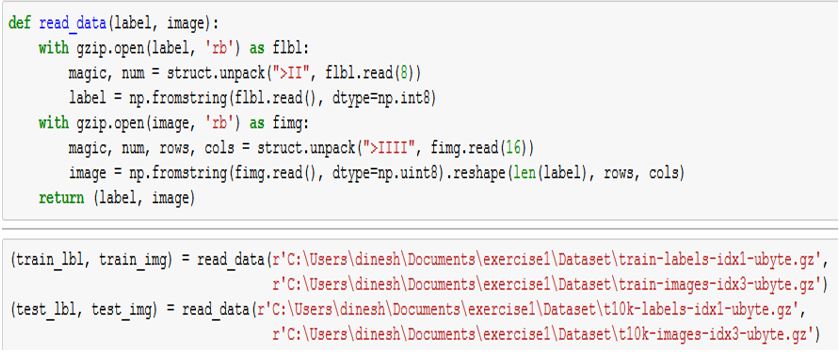 def read_data(label, image):
    with gzip.open(label, 'rb') as flbl:
        magic, num = struct.unpack(">II", flbl.read(8))
        label = np.fromstring(flbl.read(), dtype=np.int8)
    with gzip.open(image, 'rb') as fimg:
        magic, num, rows, cols = struct.unpack(">IIII", fimg.read(16))
        image = np.fromstring(fimg.read(), dtype=np.uint8).reshape(len(label), rows, cols)
    return (label, image)
(train_lbl, train_img) = read_data(r'C:\Users\dinesh\Documents\exercise1\Dataset\train-labels-idx1-ubyte.gz',
                                   r'C:\Users\dinesh\Documents\exercise1\Dataset\train-images-idx3-ubyte.gz')
(test_lbl, test_img) = read_data(r'C:\Users\dinesh\Documents\exercise1\Dataset\t10k-labels-idx1-ubyte.gz',
                                   r'C:\Users\dinesh\Documents\exercise1\Dataset\t10k-images-idx3-ubyte.gz')